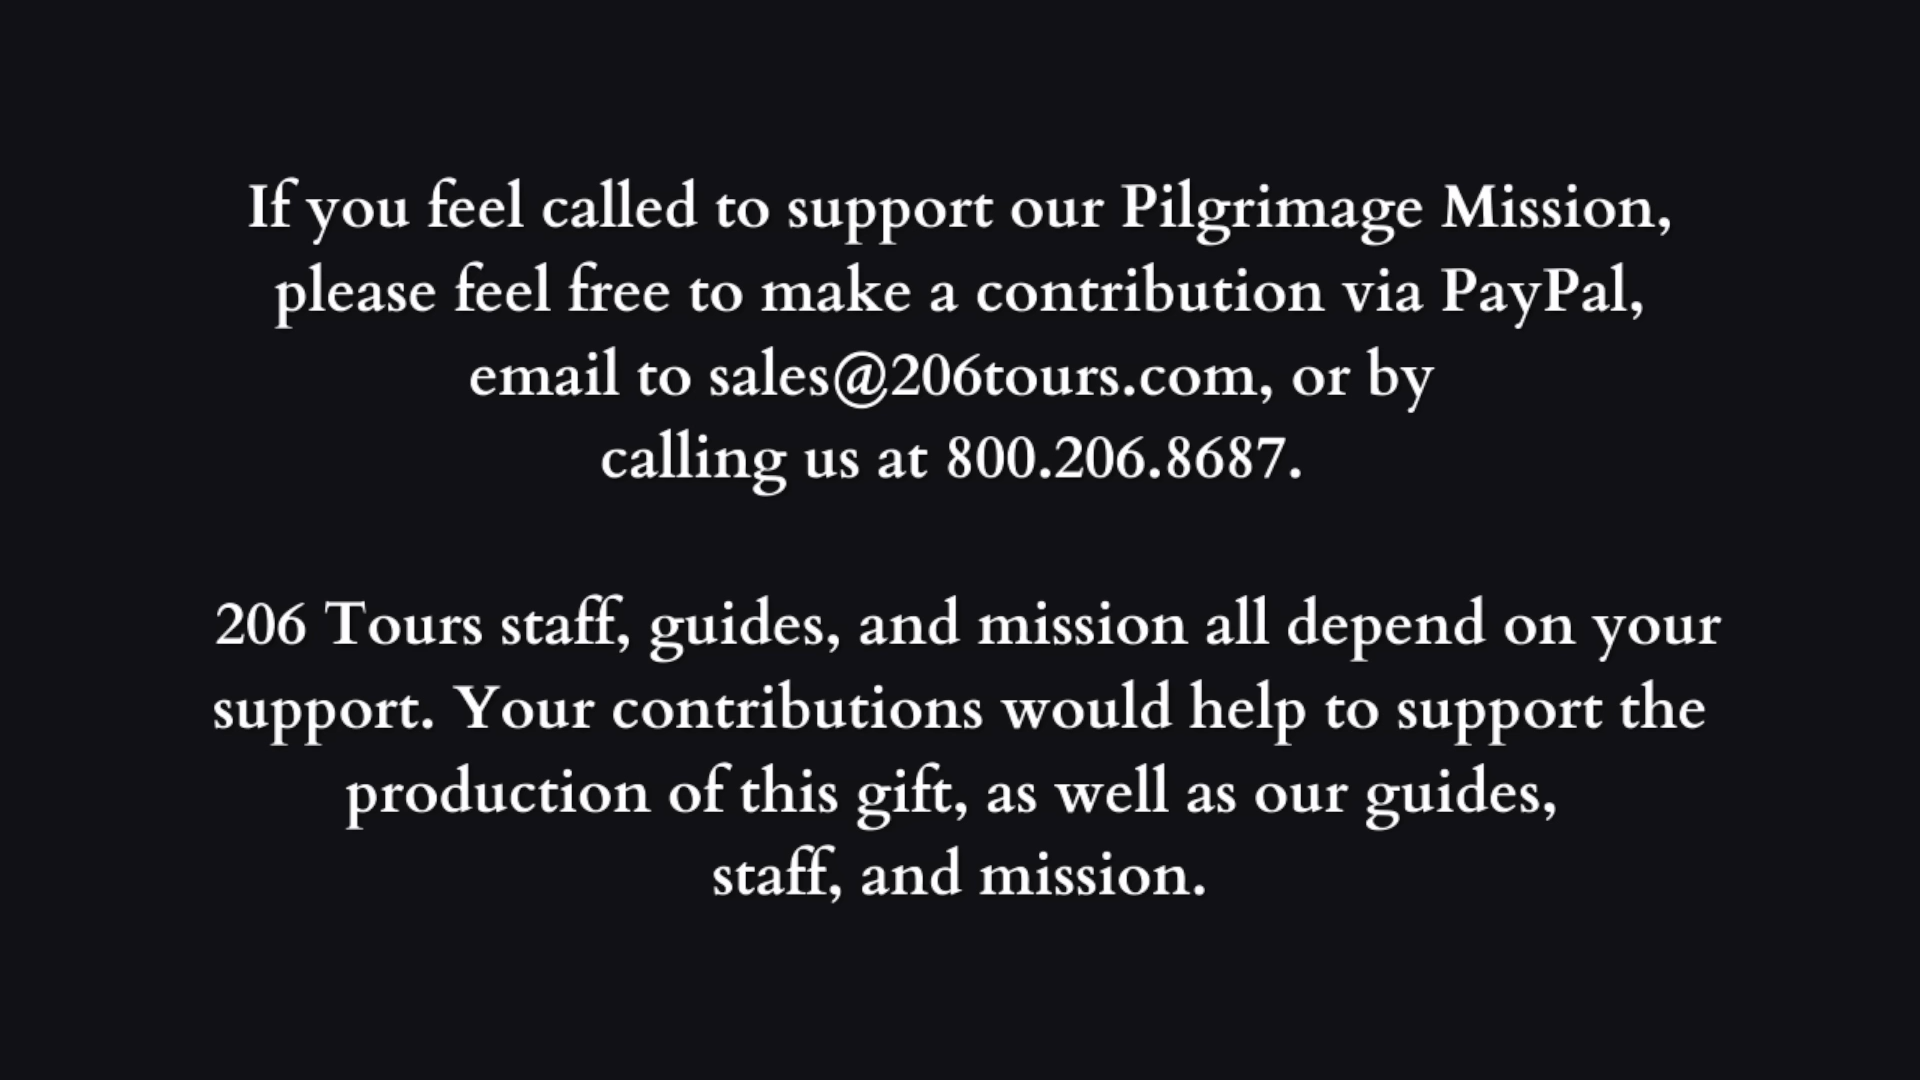 If you feel called to support our Pilgrimage Mission,
please feel free to make a contribution via PayPal,
email to sales@206tours.com, or by
calling us at 800.206.8687.
206 Tours staff, guides, and mission all depend on your
support. Your contributions would help to support the
production of this gift, as well as our guides,
staff, and mission.